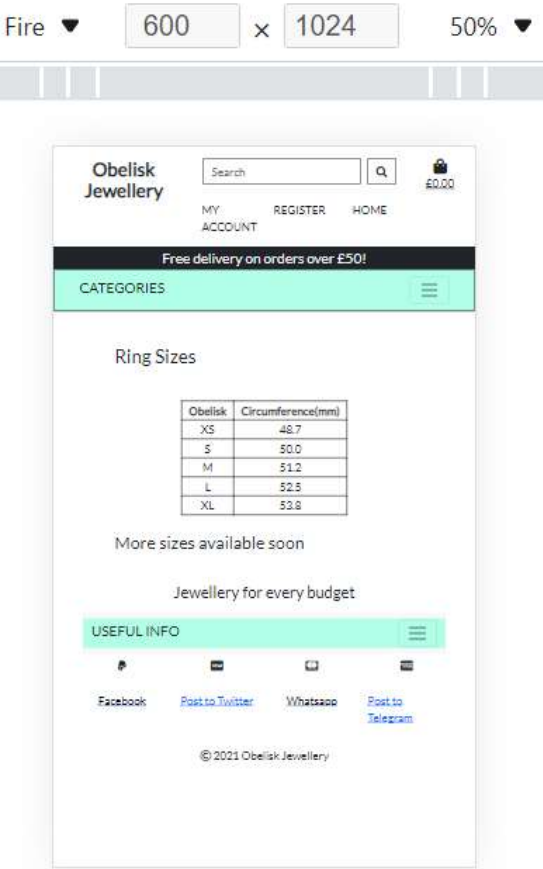 Fire 600 × 1024 50%
Obelisk
Jewellery
Search
£0.00
MY
ACCOUNT
REGISTER
HOME
Free delivery on orders over £50!
CATEGORIES
Ring Sizes
Obelisk Circumference(mm)
XS 48.7
S 50.0
M 51.2
L 52.5
XL 53.8
More sizes available soon
Jewellery for every budget
USEFUL INFO
Facebook
Post to Twitter
Whatsapp
Post to
Telegram
© 2021 Obelisk Jewellery